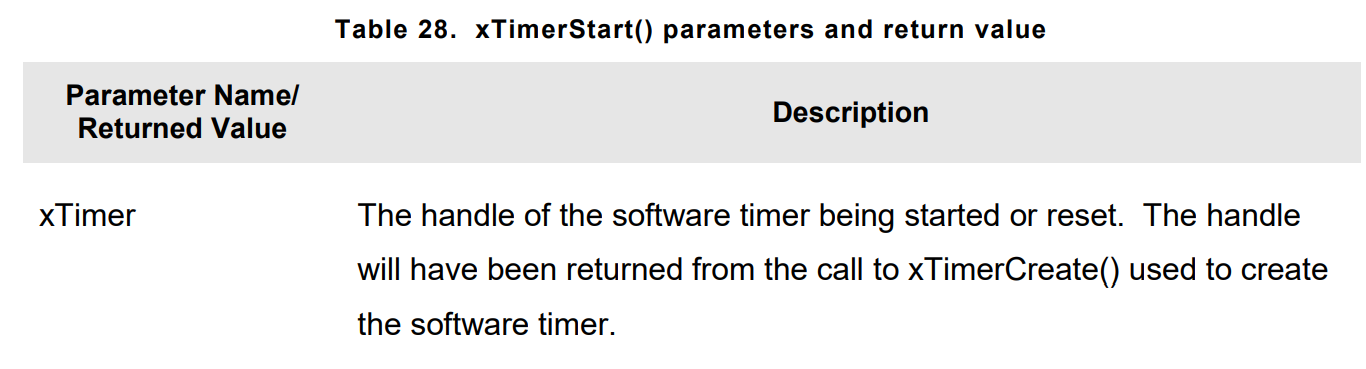 Table 28. xTimerStart() parameters and return value
Parameter Name/
Returned Value
Description
xTimer
The handle of the software timer being started or reset. The handle
will have been returned from the call to xTimerCreate() used to create
the software timer.